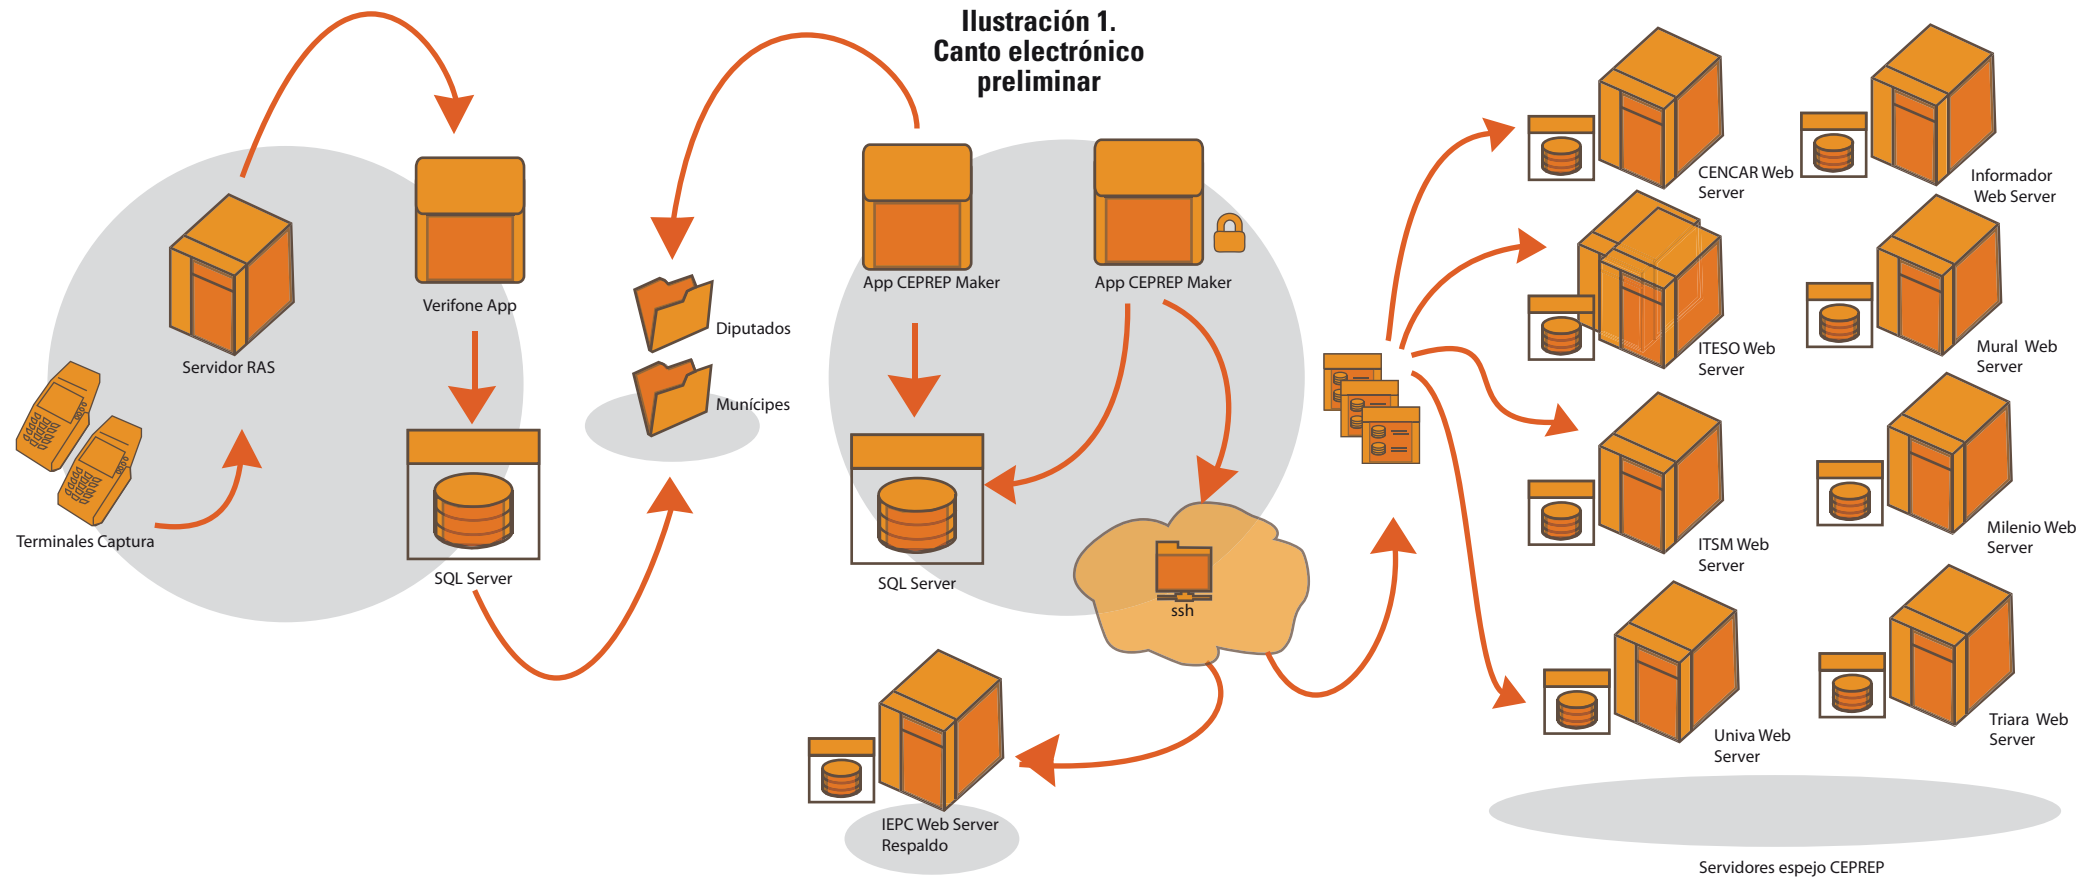 Ilustración 1.
Canto electrónico
preliminar
Servidor RAS
Terminales Captura
Verifone App
SQL Server
Diputados
Munícipes
App CEPREP Maker
App CEPREP Maker
SQL Server
ssh
IEPC Web Server
Respaldo
CENCAR Web
Server
Informador
Web Server
ITESO Web
Server
Mural Web
Server
ITSM Web
Server
Milenio Web
Server
Univa Web
Server
Triara Web
Server
Servidores espejo CEPREP